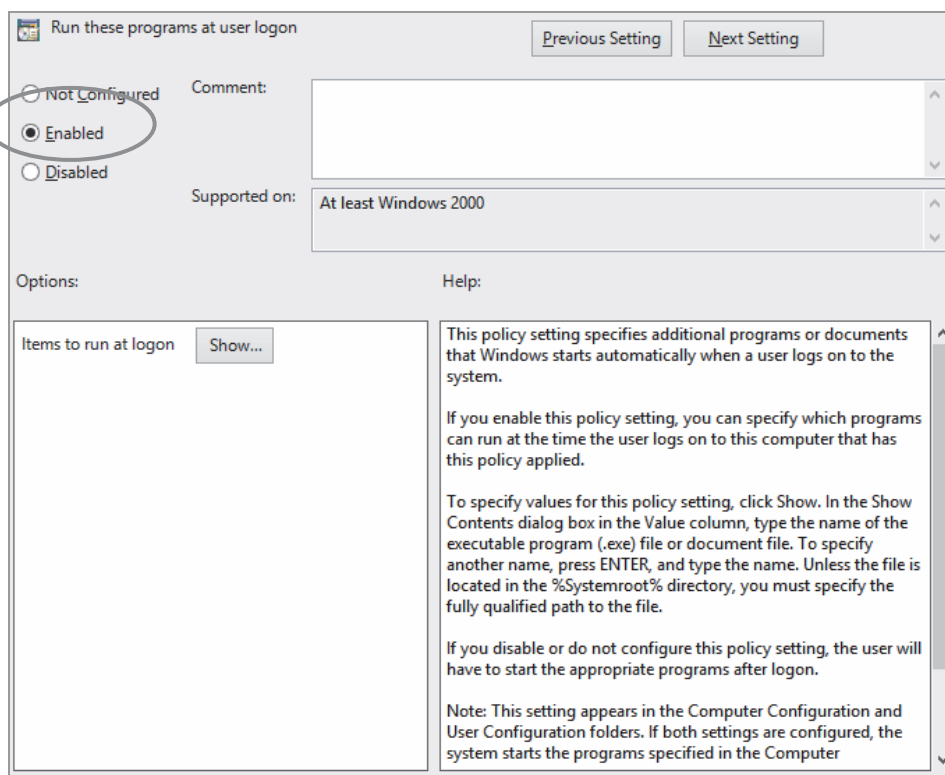 Run these programs at user logon
Previous Setting
Next Setting
Not Configured
Comment:
Enabled
Disabled
Supported on:
At least Windows 2000
Options:
Help:
Items to run at logon
Show...
This policy setting specifies additional programs or documents
that Windows starts automatically when a user logs on to the
system.
If you enable this policy setting, you can specify which programs
can run at the time the user logs on to this computer that has
this policy applied.
To specify values for this policy setting, click Show. In the Show
Contents dialog box in the Value column, type the name of the
executable program (.exe) file or document file. To specify
another name, press ENTER, and type the name. Unless the file is
located in the %Systemroot% directory, you must specify the
fully qualified path to the file.
If you disable or do not configure this policy setting, the user will
have to start the appropriate programs after logon.
Note: This setting appears in the Computer Configuration and
User Configuration folders. If both settings are configured, the
system starts the programs specified in the Computer